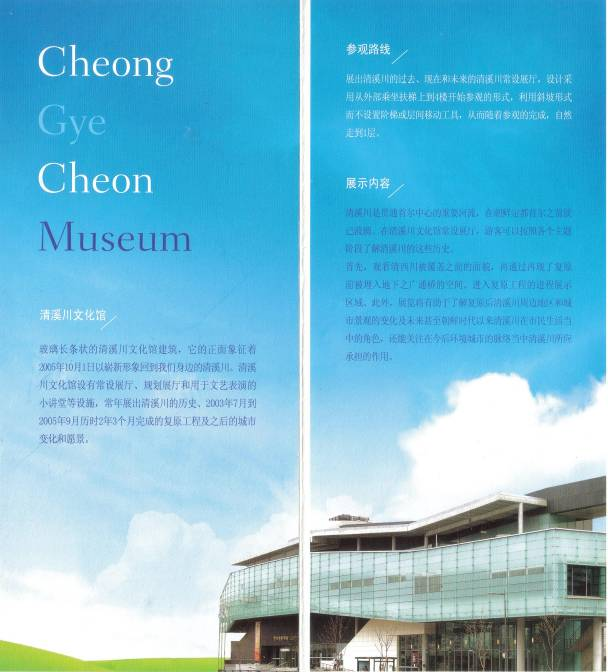 Cheong
Gye
Cheon
Museum
清溪川文化馆
玻璃长条状的清溪川文化馆建筑，它的正面象征着
2005年10月1日以崭新形象回到我们身边的清溪川。清溪
川文化馆设有常设展厅、规划展厅和用于文艺表演的
小讲堂等设施，常年展出清溪川的历史、2003年7月到
2005年9月历时2年3个月完成的复原工程及之后的城市
变化和愿景。
参观路线
展出清溪川的过去、现在和未来的清溪川常设展厅，设计采
用从外部乘坐扶梯上到4楼开始参观的形式，利用斜坡形式
而不设置阶梯或层间移动工具，从而随着参观的完成，自然
走到1层。
展示内容
清溪川是贯通首尔中心的重要河流，在朝鲜定都首尔之前就
已流淌。在清溪川文化馆常设展厅，游客可以按照各个主题
阶段了解清溪川的这些历史。
首先，观看清西川被覆盖之前的面貌，再通过再现了复原
前被埋入地下之广通桥的空间，进入复原工程的进程展示
区域。此外，展览将有助于了解复原后清溪川周边地区和城
市景观的变化及未来甚至朝鲜时代以来清溪川在市民生活当
中的角色，还能关注在今后环境城市的脉络当中清溪川所应
承担的作用。